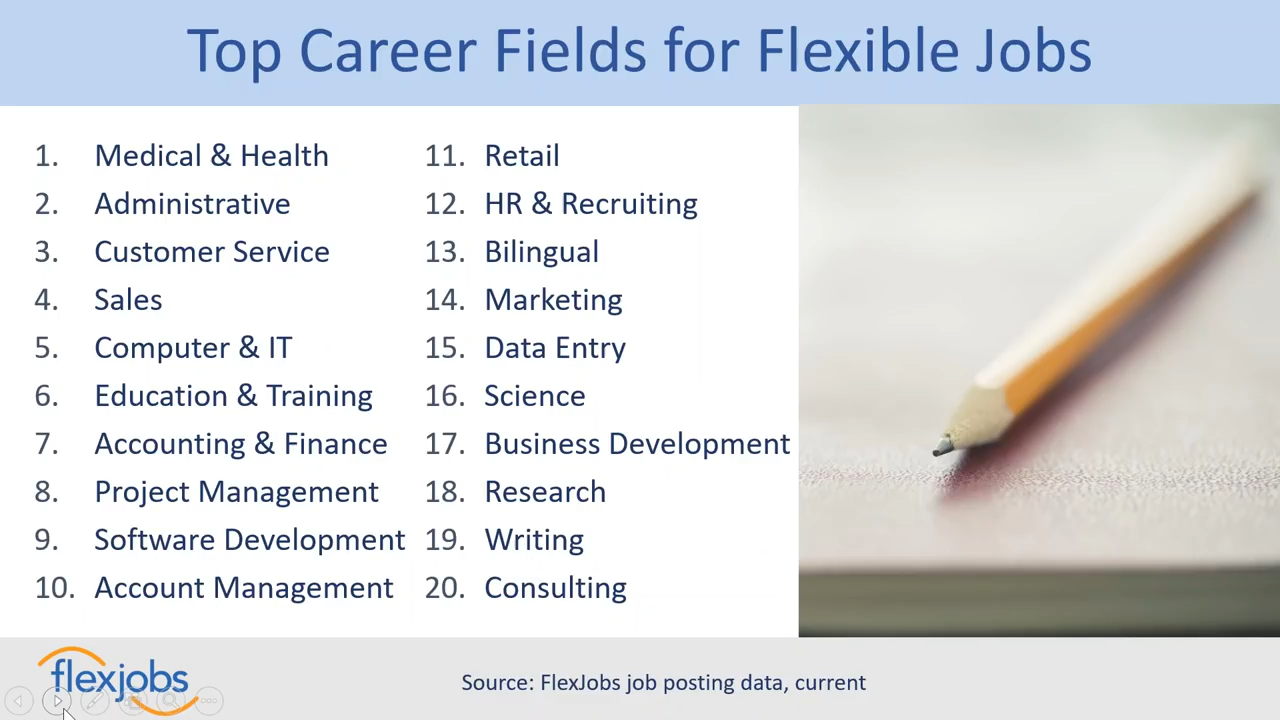 Top Career Fields for Flexible Jobs
1. Medical & Health
2. Administrative
3. Customer Service
4. Sales
5. Computer & IT
6. Education & Training
7. Accounting & Finance
8. Project Management
9. Software Development
10. Account Management
11. Retail
12. HR & Recruiting
13. Bilingual
14. Marketing
15. Data Entry
16. Science
17. Business Development
18. Research
19. Writing
20. Consulting
flexjobs
Source: FlexJobs job posting data, current